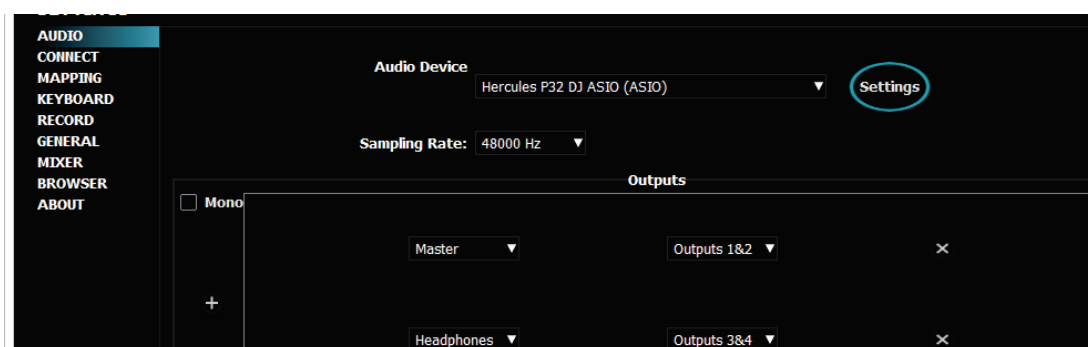 AUDIO
CONNECT
MAPPING
KEYBOARD
RECORD
GENERAL
MIXER
BROWSER
ABOUT
Audio Device
Hercules P32 DJ ASIO (ASIO) ▼ Settings
Sampling Rate: 48000 Hz ▼
Outputs
Mono
Master ▼ Outputs 1&2 ▼ ×
+
Headphones ▼ Outputs 3&4 ▼ ×